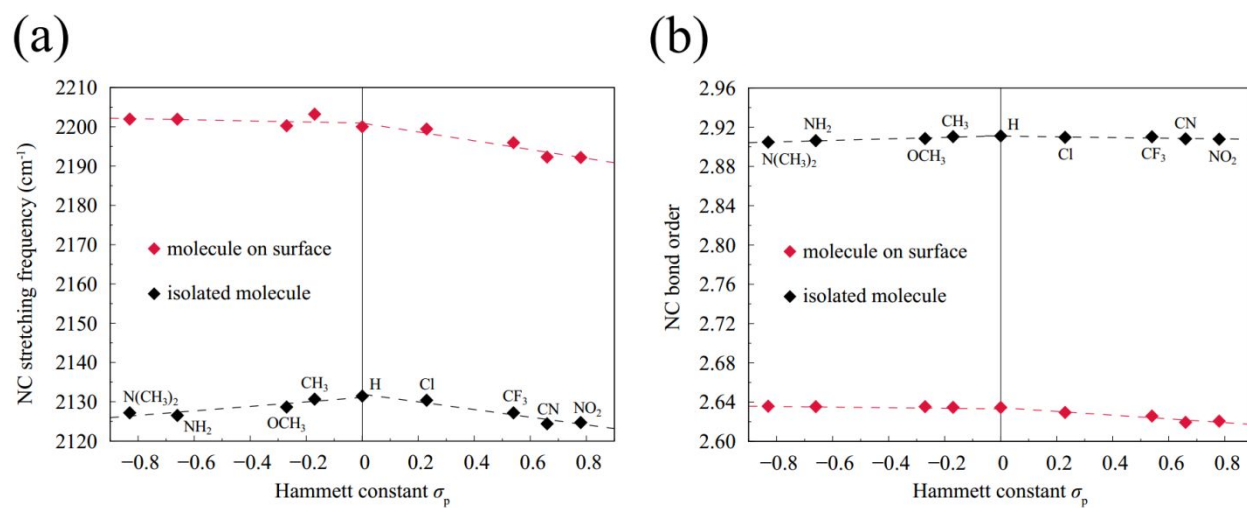 (a)
NC stretching frequency (cm⁻¹)
2210
2200
2190
2180
2170
2160
2150
2140
2130
2120
molecule on surface
isolated molecule
N(CH₃)₂
NH₂
OCH₃
CH₃
H
Cl
CF₃
CN
NO₂
−0.8 −0.6 −0.4 −0.2 0 0.2 0.4 0.6 0.8
Hammett constant σₚ
(b)
NC bond order
2.96
2.92
2.88
2.84
2.80
2.76
2.72
2.68
2.64
2.60
N(CH₃)₂
NH₂
OCH₃
CH₃
H
Cl
CF₃
CN
NO₂
molecule on surface
isolated molecule
−0.8 −0.6 −0.4 −0.2 0 0.2 0.4 0.6 0.8
Hammett constant σₚ